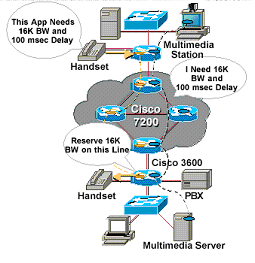 This App Needs
16K BW and
100 msec Delay
Multimedia
Station
Handset
I Need 16K
BW and
100 msec Delay
Cisco
7200
Reserve 16K
BW on this Line
Cisco 3600
Handset
PBX
Multimedia Server